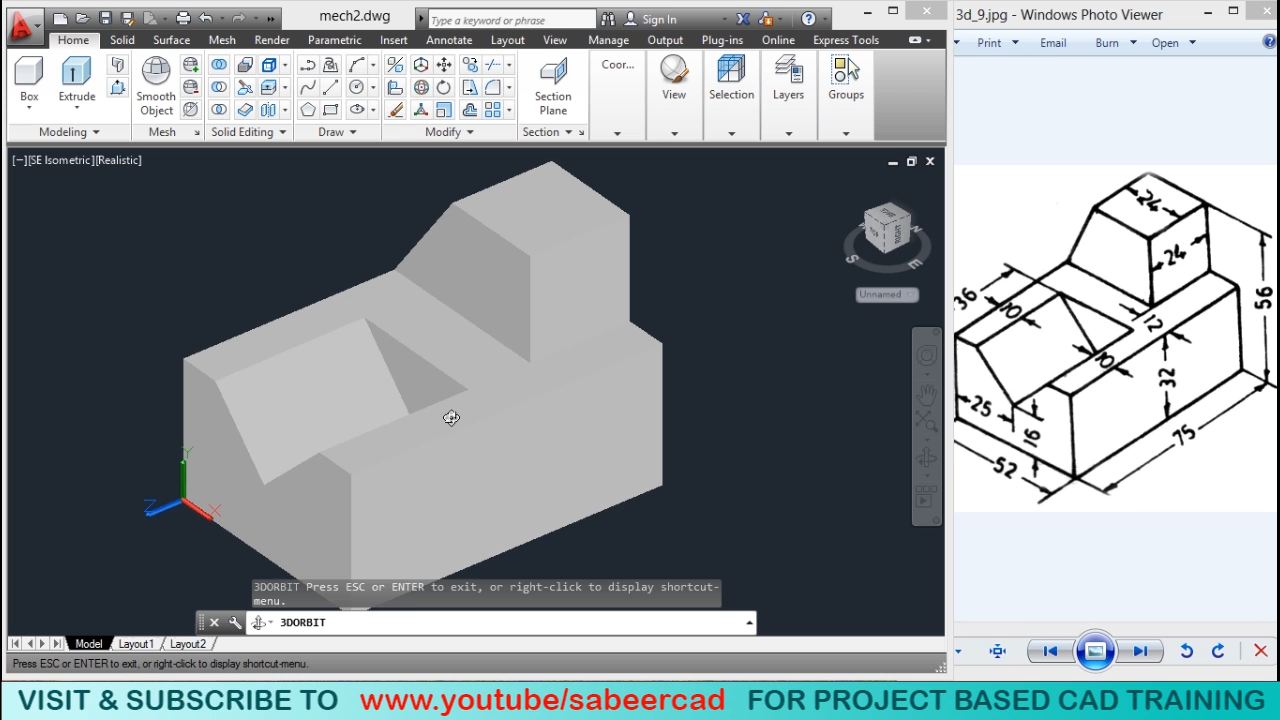 mech2.dwg
Type a keyword or phrase
Sign In
3d_9.jpg - Windows Photo Viewer
Home Solid Surface Mesh Render Parametric Insert Annotate Layout View Manage Output Plug-ins Online Express Tools
Print Email Burn Open
Box Extrude Smooth Object Section Plane Coor... View Selection Layers Groups
Modeling Mesh Solid Editing Draw Modify Section
[−][SE Isometric][Realistic]
RIGHT
N
S
E
Unnamed
24
24
56
36
10
12
10
32
25
16
75
52
Y
Z
X
3DORBIT Press ESC or ENTER to exit, or right-click to display shortcut-
menu.
3DORBIT
Model Layout1 Layout2
Press ESC or ENTER to exit, or right-click to display shortcut-menu.
VISIT & SUBSCRIBE TO www.youtube/sabeercad FOR PROJECT BASED CAD TRAINING